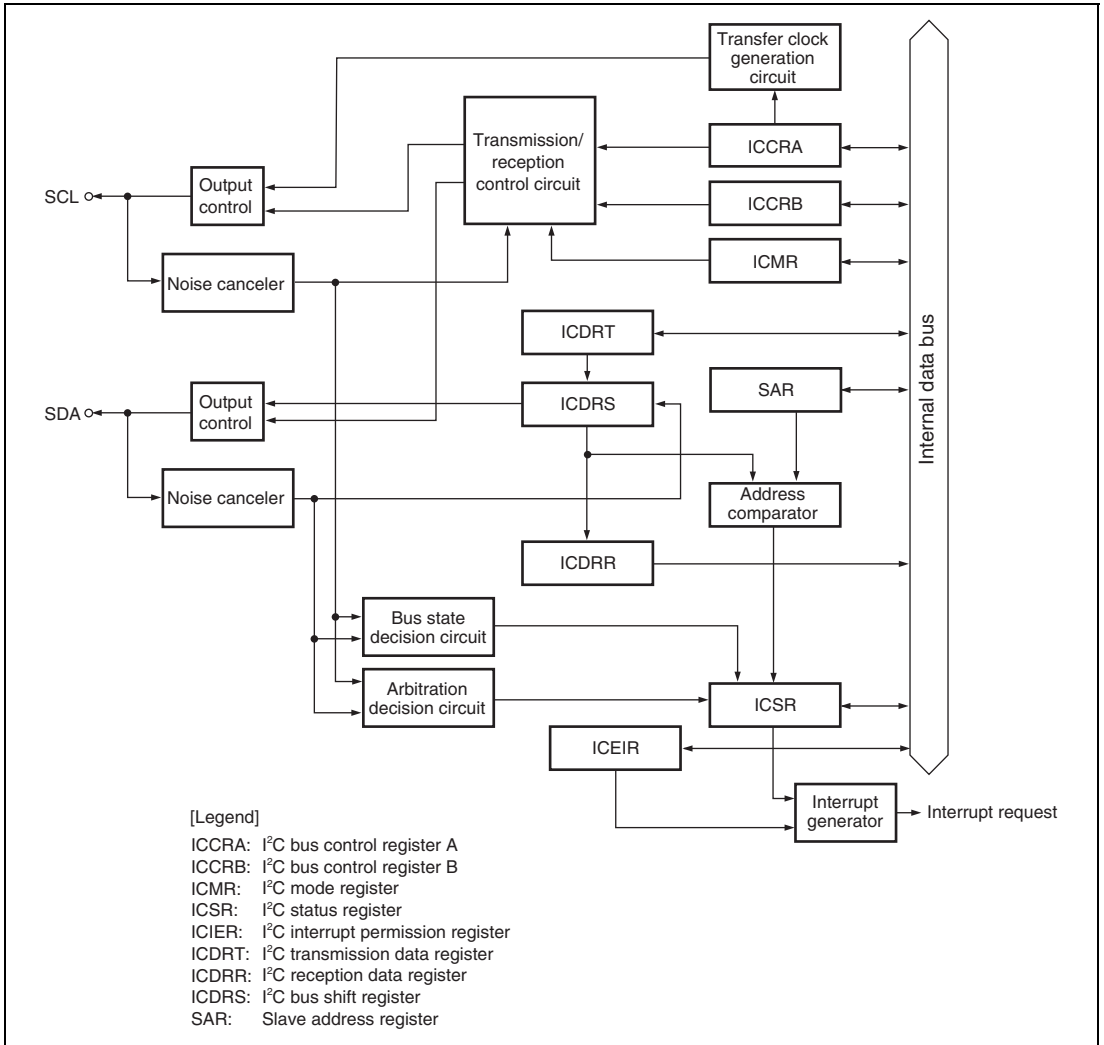 Transfer clock
generation
circuit
Transmission/
reception
control circuit
ICCRA
Output
control
SCL
ICCRB
ICMR
Noise canceler
Internal data bus
ICDRT
SAR
Output
control
ICDRS
SDA
Noise canceler
Address
comparator
ICDRR
Bus state
decision circuit
Arbitration
decision circuit
ICSR
ICEIR
Interrupt
generator
Interrupt request
[Legend]
ICCRA: I²C bus control register A
ICCRB: I²C bus control register B
ICMR: I²C mode register
ICSR: I²C status register
ICIER: I²C interrupt permission register
ICDRT: I²C transmission data register
ICDRR: I²C reception data register
ICDRS: I²C bus shift register
SAR: Slave address register